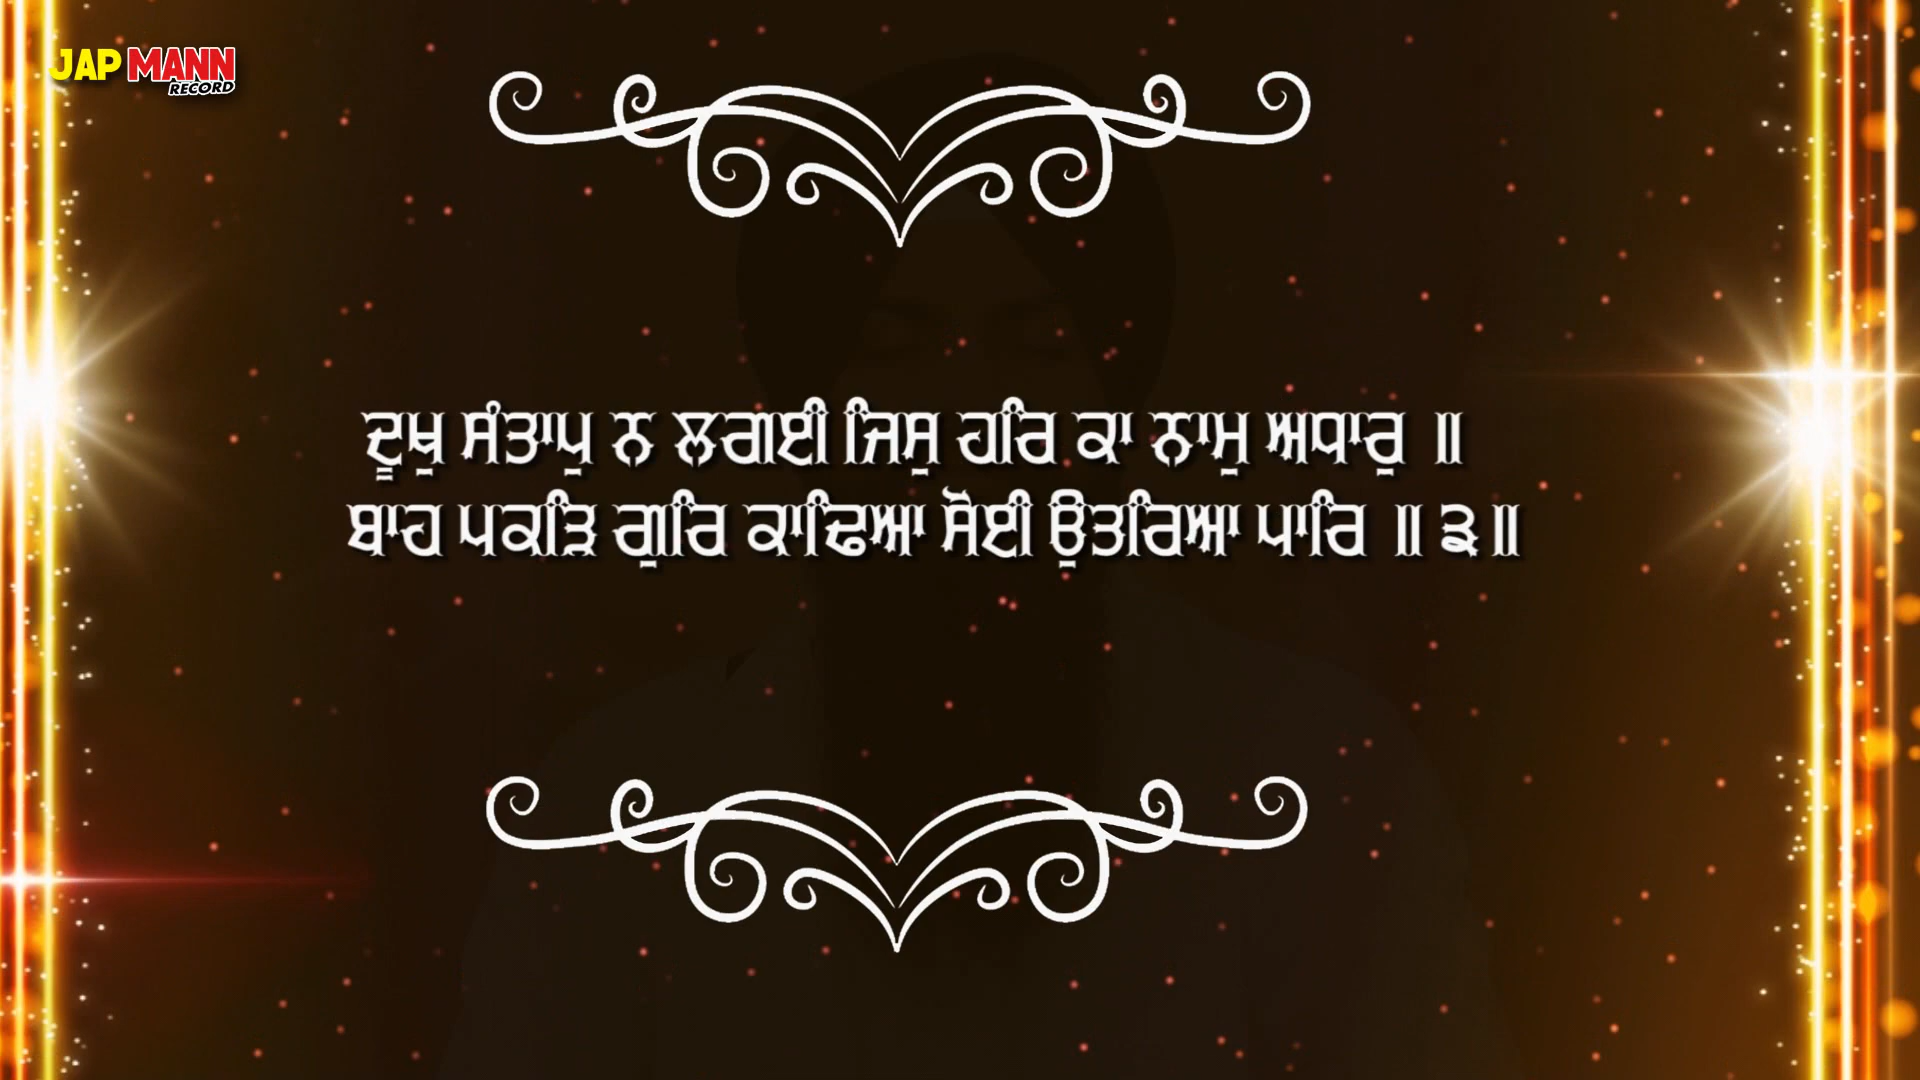 JAP MANN
RECORD
ਦੂਖੁ ਸੰਤਾਪੁ ਨ ਲਗਈ ਜਿਸੁ ਹਰਿ ਕਾ ਨਾਮੁ ਅਧਾਰੁ ॥
ਬਾਹ ਪਕੜਿ ਗੁਰਿ ਕਾਢਿਆ ਸੋਈ ਉਤਰਿਆ ਪਾਰਿ ॥੩॥